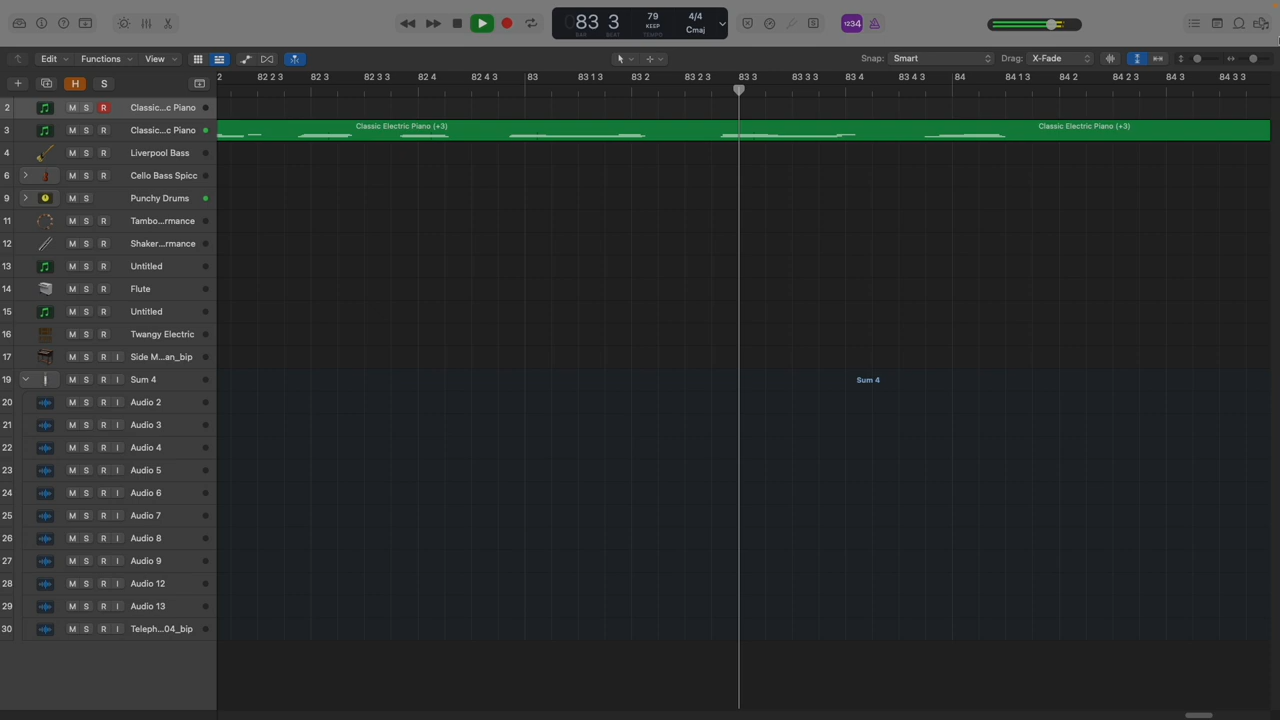 83 3 79 4/4
KEEP Cmaj
BAR BEAT TEMPO
1234
Edit Functions View Snap: Smart Drag: X-Fade
H S
2 82 2 3 82 3 82 3 3 82 4 82 4 3 83 83 1 3 83 2 83 2 3 83 3 83 3 3 83 4 83 4 3 84 84 1 3 84 2 84 2 3 84 3 84 3 3
2 M S R Classic...c Piano
3 M S R Classic...c Piano Classic Electric Piano (+3) Classic Electric Piano (+3)
4 M S R Liverpool Bass
6 M S R Cello Bass Spicc
9 M S Punchy Drums
11 M S R Tambo...rmance
12 M S R Shaker...rmance
13 M S R Untitled
14 M S R Flute
15 M S R Untitled
16 M S R Twangy Electric
17 M S R I Side M...an_bip
19 M S R I Sum 4 Sum 4
20 M S R I Audio 2
21 M S R I Audio 3
22 M S R I Audio 4
23 M S R I Audio 5
24 M S R I Audio 6
25 M S R I Audio 7
26 M S R I Audio 8
27 M S R I Audio 9
28 M S R I Audio 12
29 M S R I Audio 13
30 M S R I Teleph...04_bip